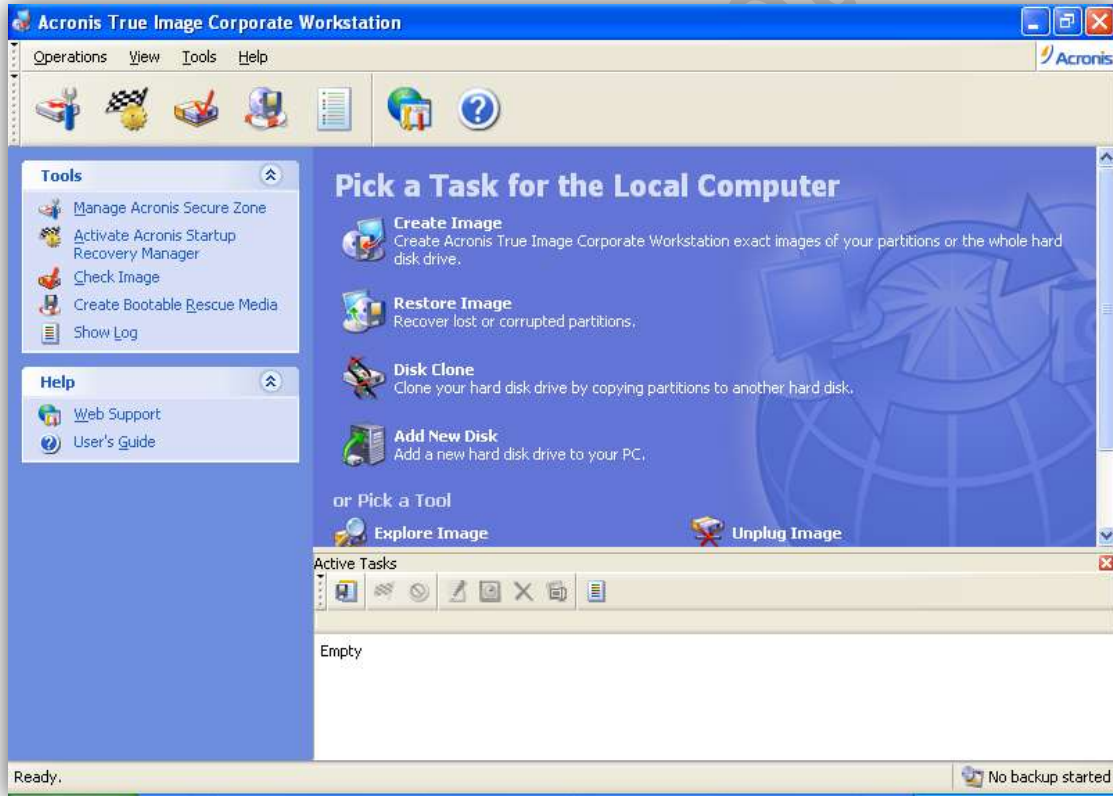 Acronis True Image Corporate Workstation
Operations View Tools Help
Acronis
Tools
Manage Acronis Secure Zone
Activate Acronis Startup
Recovery Manager
Check Image
Create Bootable Rescue Media
Show Log
Help
Web Support
User's Guide
Pick a Task for the Local Computer
Create Image
Create Acronis True Image Corporate Workstation exact images of your partitions or the whole hard
disk drive.
Restore Image
Recover lost or corrupted partitions.
Disk Clone
Clone your hard disk drive by copying partitions to another hard disk.
Add New Disk
Add a new hard disk drive to your PC.
or Pick a Tool
Explore Image
Unplug Image
Active Tasks
Empty
Ready.
No backup started